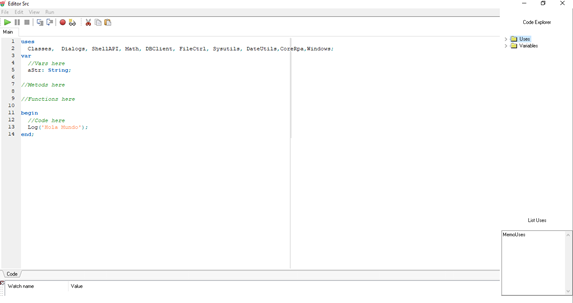 Editor Src
File Edit View Run
Main
Code Explorer
Uses
Variables
1 uses
2 Classes, Dialogs, ShellAPI, Math, DBClient, FileCtrl, Sysutils, DateUtils,CoreRpa,Windows;
3 var
4 //Vars here
5 aStr: String;
6
7 //Metods here
8
9 //Functions here
10
11 begin
12 //Code here
13 Log('Hola Mundo');
14 end;
List Uses
MemoUses
Code
Watch name Value